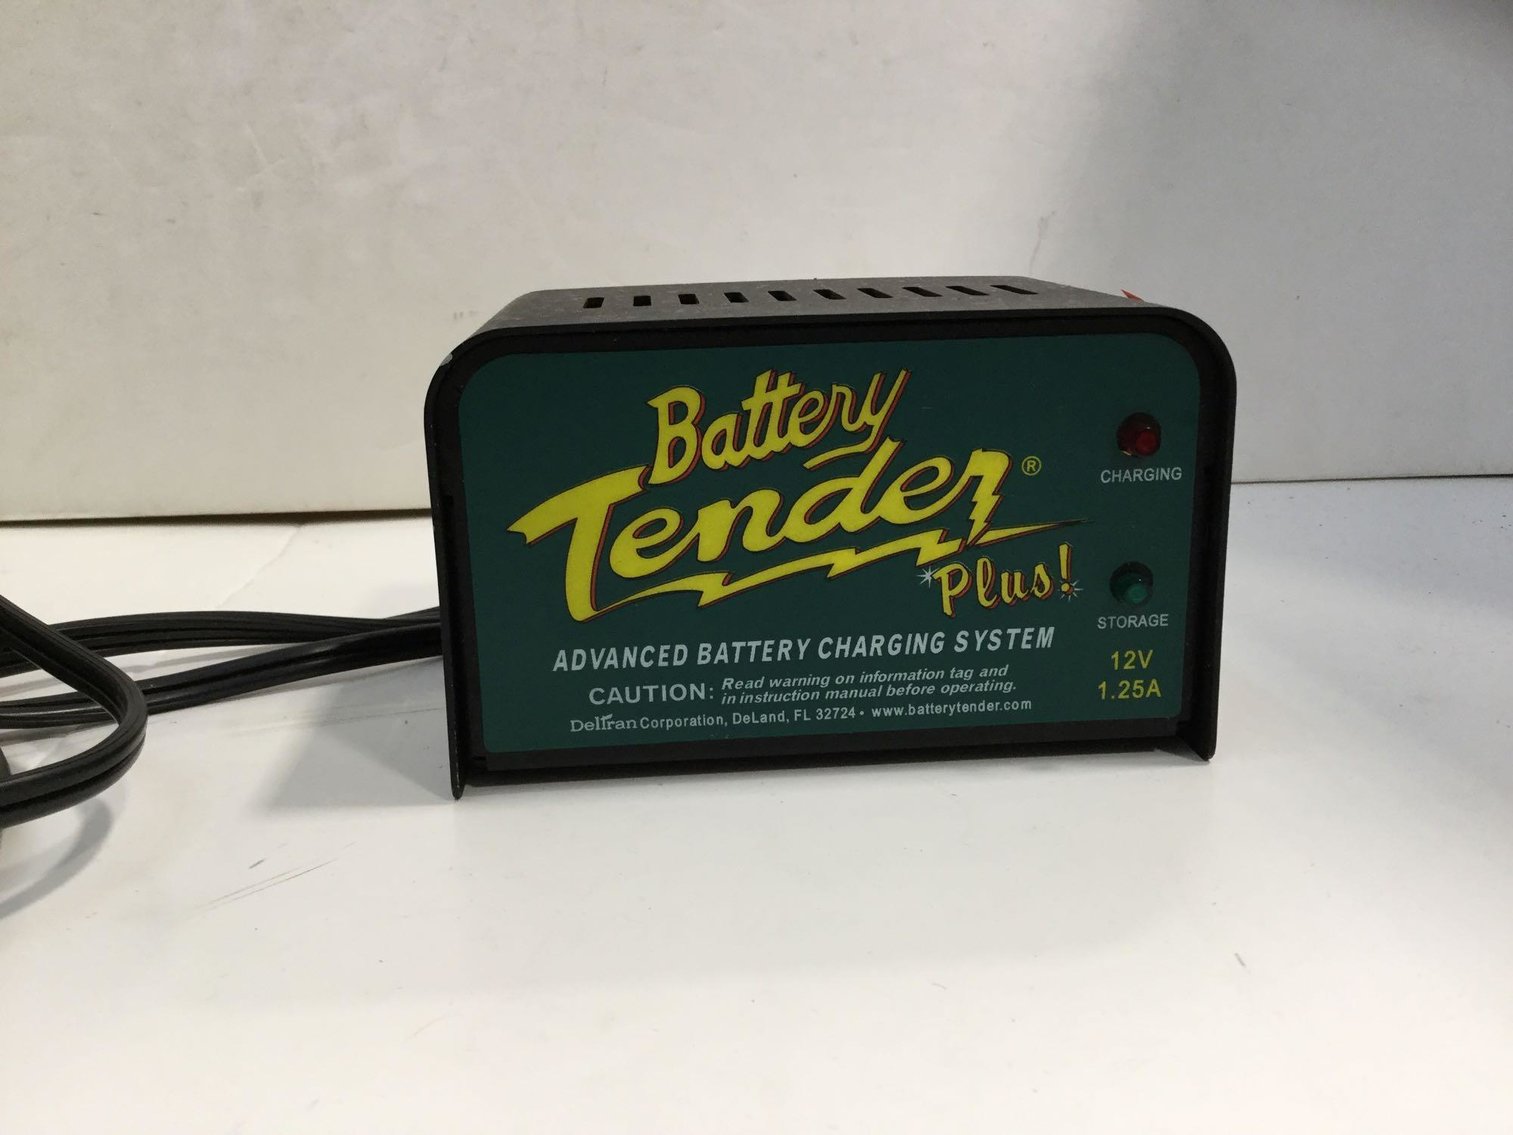 Battery
Tender®
Plus!
ADVANCED BATTERY CHARGING SYSTEM
CAUTION: Read warning on information tag and
in instruction manual before operating.
Deltran Corporation, DeLand, FL 32724 • www.batterytender.com
CHARGING
STORAGE
12V
1.25A